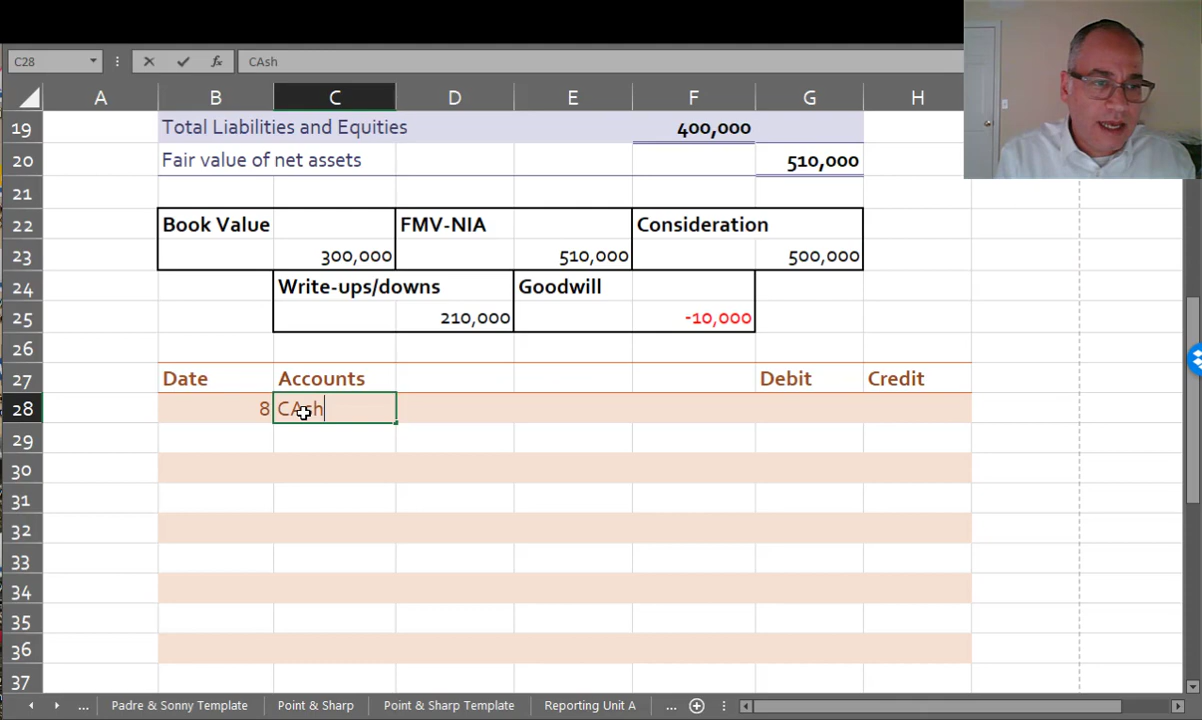 C28 fx CAsh
A B C D E F G H
19 Total Liabilities and Equities 400,000
20 Fair value of net assets 510,000
21
22 Book Value FMV-NIA Consideration
23 300,000 510,000 500,000
24 Write-ups/downs Goodwill
25 210,000 -10,000
26
27 Date Accounts Debit Credit
28 8 CAsh
29
30
31
32
33
34
35
36
37
... Padre & Sonny Template Point & Sharp Point & Sharp Template Reporting Unit A ...